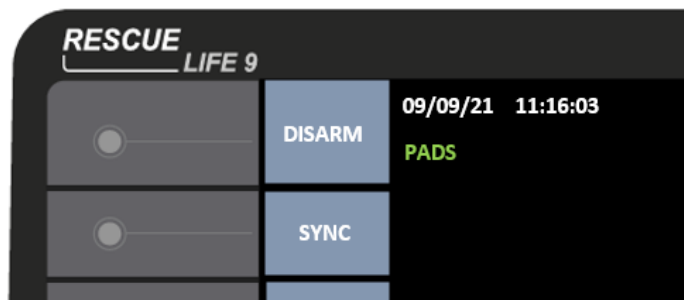 RESCUE
LIFE 9
DISARM
09/09/21 11:16:03
PADS
SYNC